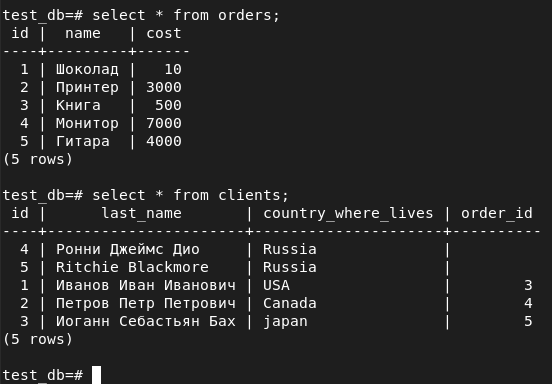 test_db=# select * from orders;
 id |  name   | cost
----+---------+------
  1 | Шоколад |   10
  2 | Принтер | 3000
  3 | Книга   |  500
  4 | Монитор | 7000
  5 | Гитара  | 4000
(5 rows)

test_db=# select * from clients;
 id |      last_name       | country_where_lives | order_id
----+----------------------+---------------------+----------
  4 | Ронни Джеймс Дио     | Russia              |
  5 | Ritchie Blackmore    | Russia              |
  1 | Иванов Иван Иванович | USA                 |        3
  2 | Петров Петр Петрович | Canada              |        4
  3 | Иоганн Себастьян Бах | japan               |        5
(5 rows)

test_db=#